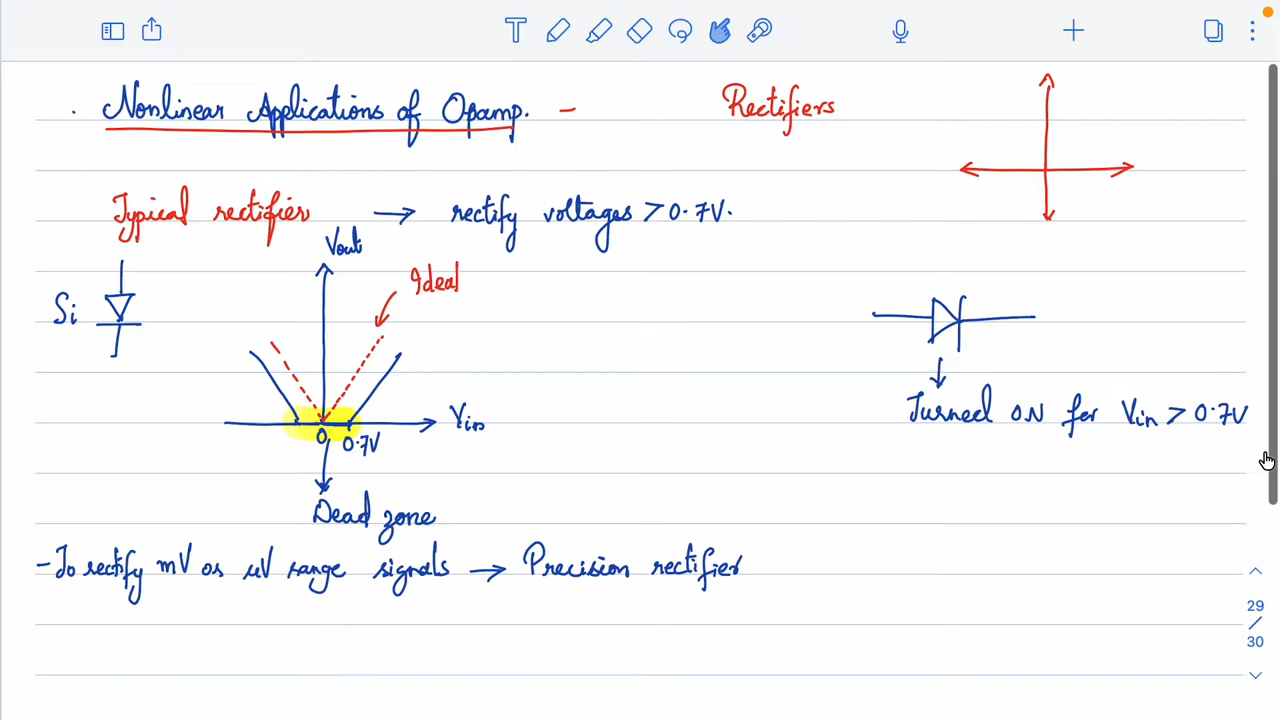 Nonlinear Applications of Opamp. - Rectifiers
Typical rectifier → rectify voltages > 0.7V.
Vout
Ideal
Si
Turned ON for Vin > 0.7V
Vin
0 0.7V
Dead zone
- To rectify mV or μV range signals → Precision rectifier
29
/
30